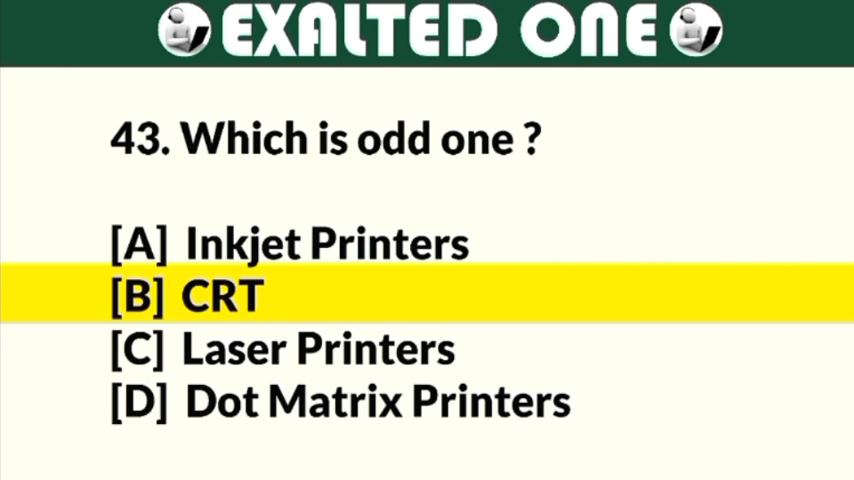 EXALTED ONE
43. Which is odd one ?
[A] Inkjet Printers
[B] CRT
[C] Laser Printers
[D] Dot Matrix Printers